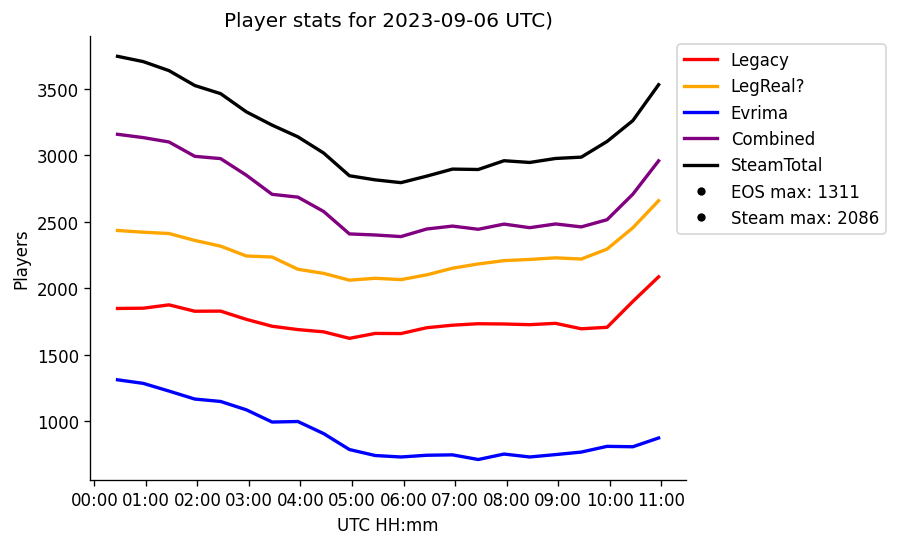 Player stats for 2023-09-06 UTC)
Legacy
LegReal?
Evrima
Combined
SteamTotal
EOS max: 1311
Steam max: 2086
Players
3500
3000
2500
2000
1500
1000
00:00 01:00 02:00 03:00 04:00 05:00 06:00 07:00 08:00 09:00 10:00 11:00
UTC HH:mm